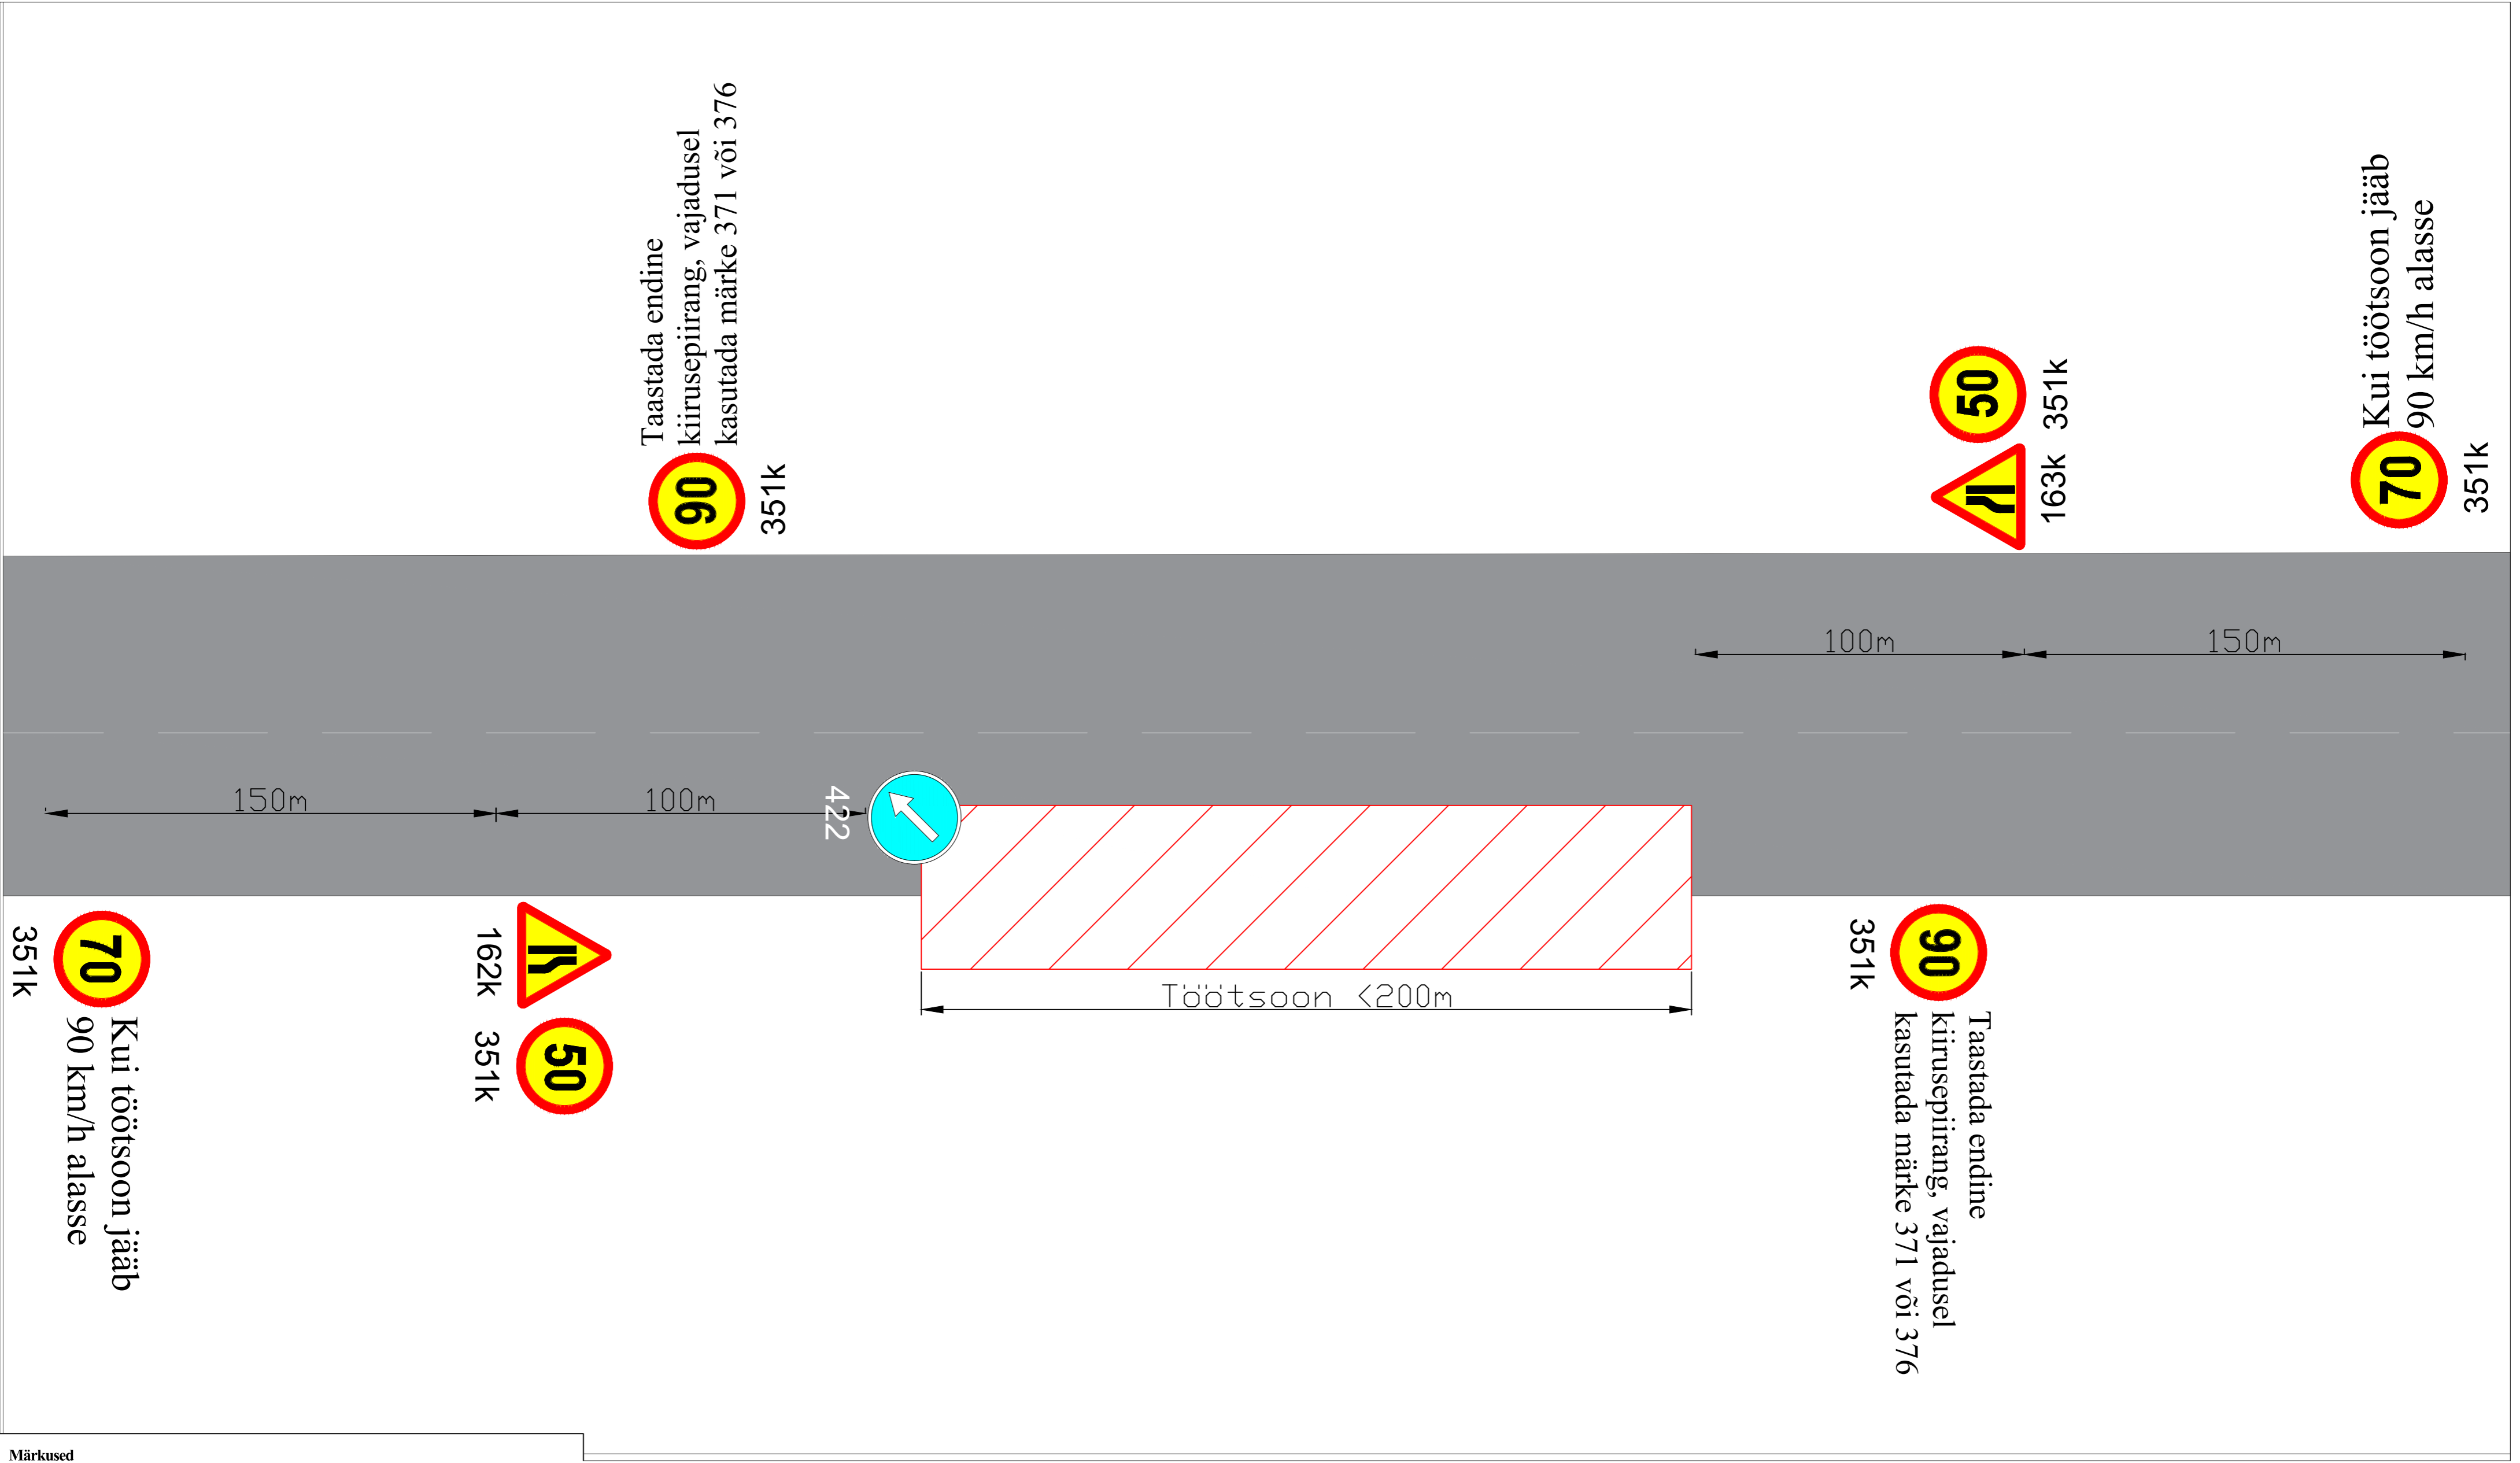 Taastada endine
kiirusepiirang, vajadusel
kasutada märke 371 või 376
90
351k
50
351k
163k
Kui töötsoon jääb
90 km/h alasse
70
351k
100m
150m
150m
100m
422
351k
70
Kui töötsoon jääb
90 km/h alasse
162k
351k
50
Töötsoon <200m
351k
90
Taastada endine
kiirusepiirang, vajadusel
kasutada märke 371 või 376
Märkused